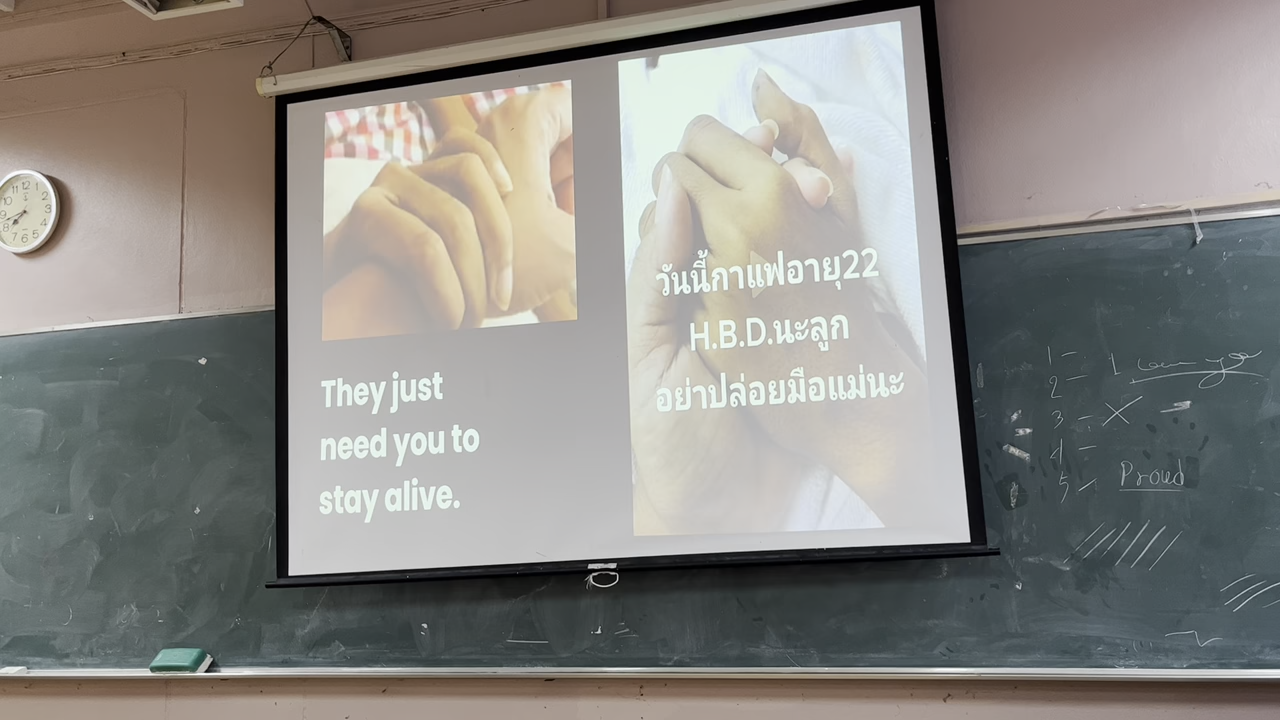 They just
need you to
stay alive.
วันนี้กาแฟอายุ22
H.B.D.นะลูก
อย่าปล่อยมือแม่นะ
1 -
2 -
3 -
4 -
5 -
Proud